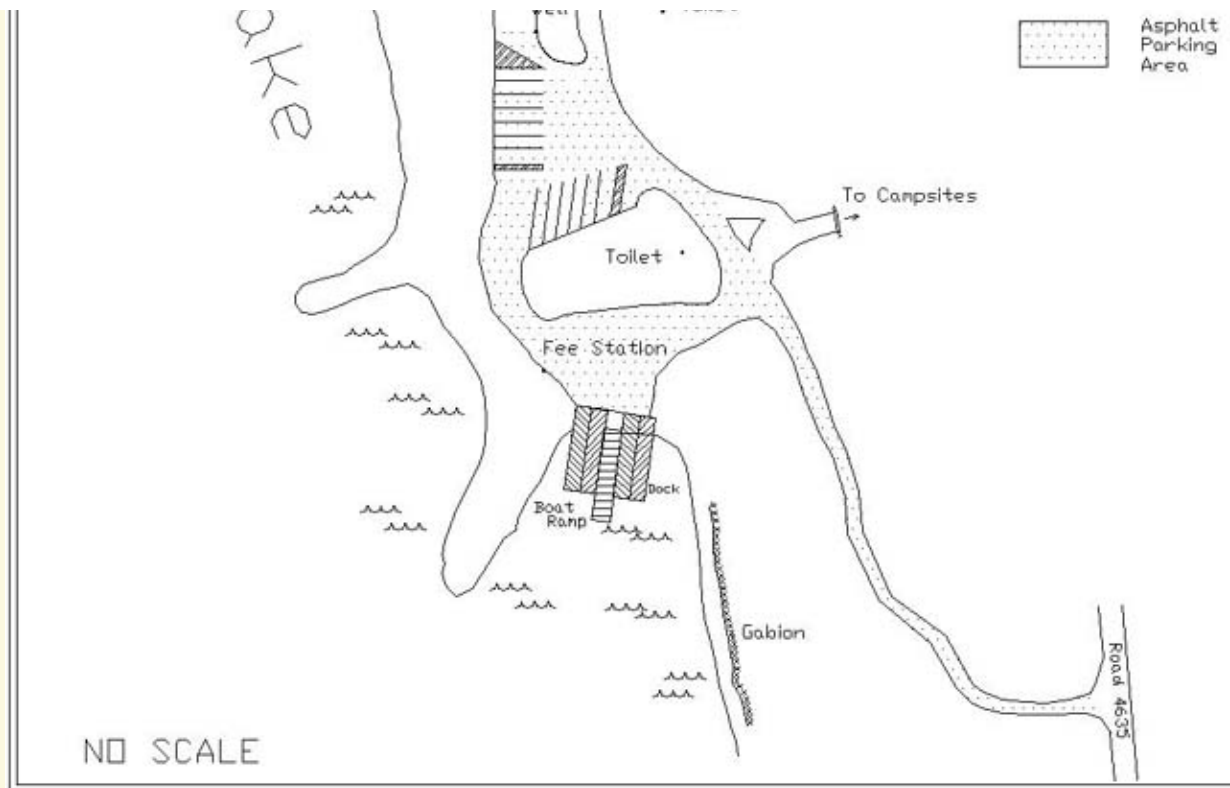 ake
Asphalt
Parking
Area
To Campsites
Toilet
Fee Station
Dock
Boat
Ramp
Gabion
Road 4635
NO SCALE